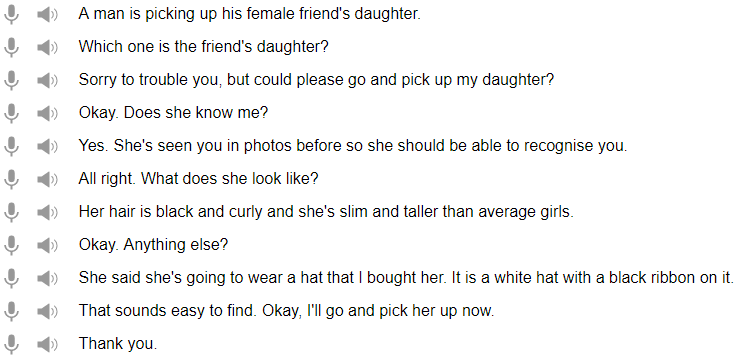 A man is picking up his female friend's daughter.
Which one is the friend's daughter?
Sorry to trouble you, but could please go and pick up my daughter?
Okay. Does she know me?
Yes. She's seen you in photos before so she should be able to recognise you.
All right. What does she look like?
Her hair is black and curly and she's slim and taller than average girls.
Okay. Anything else?
She said she's going to wear a hat that I bought her. It is a white hat with a black ribbon on it.
That sounds easy to find. Okay, I'll go and pick her up now.
Thank you.